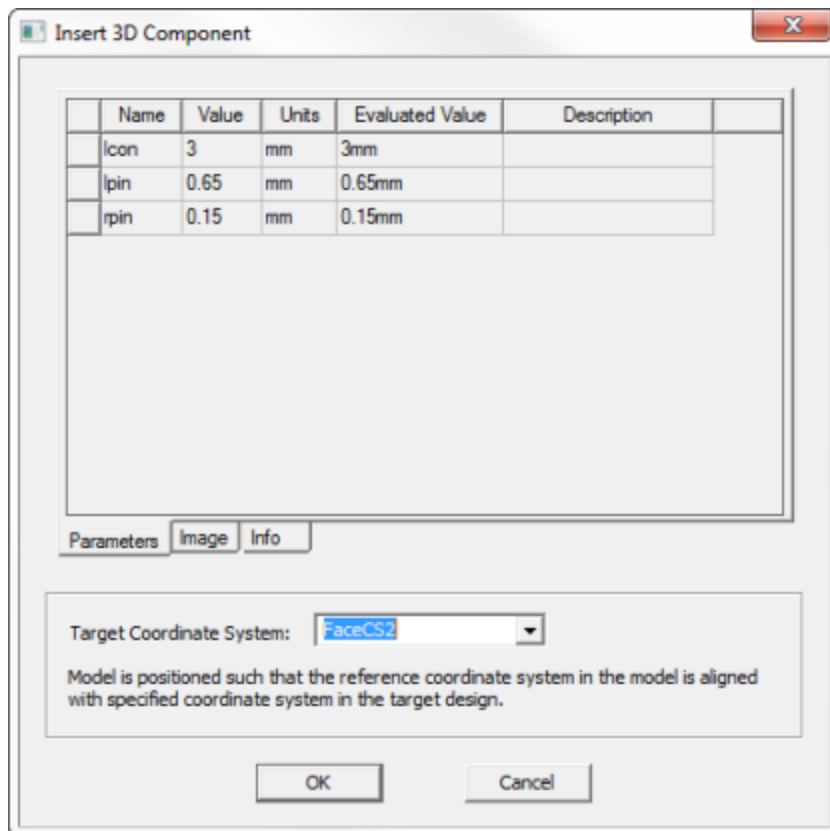 Insert 3D Component
Name Value Units Evaluated Value Description
lcon 3 mm 3mm
lpin 0.65 mm 0.65mm
rpin 0.15 mm 0.15mm
Parameters Image Info
Target Coordinate System: FaceCS2
Model is positioned such that the reference coordinate system in the model is aligned
with specified coordinate system in the target design.
OK Cancel